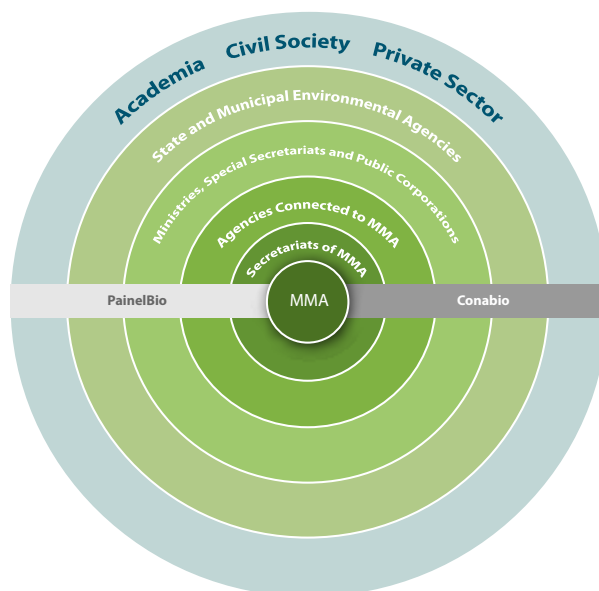 Academia Civil Society Private Sector
State and Municipal Environmental Agencies
Ministries, Special Secretariats and Public Corporations
Agencies Connected to MMA
Secretariats of MMA
PainelBio MMA Conabio